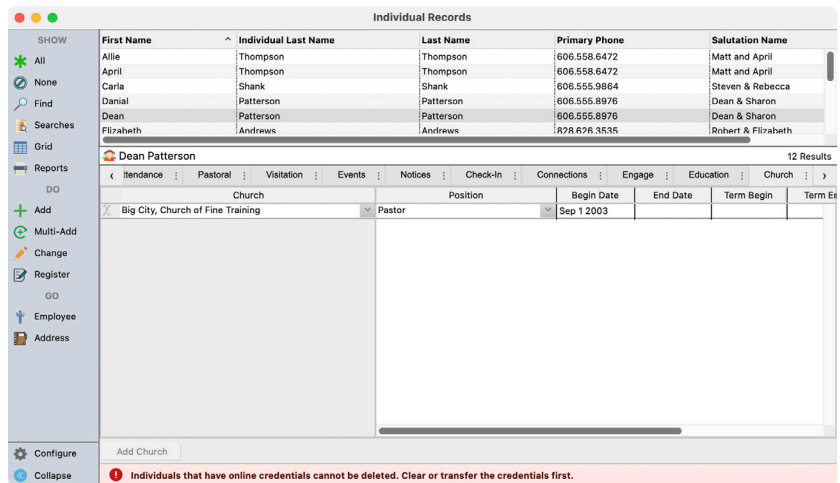 Individual Records
SHOW
All
None
Find
Searches
Grid
Reports
DO
Add
Multi-Add
Change
Register
GO
Employee
Address
Configure
Collapse
First Name Individual Last Name Last Name Primary Phone Salutation Name
Allie Thompson Thompson 606.558.6472 Matt and April
April Thompson Thompson 606.558.6472 Matt and April
Carla Shank Shank 606.555.9864 Steven & Rebecca
Danial Patterson Patterson 606.555.8976 Dean & Sharon
Dean Patterson Patterson 606.555.8976 Dean & Sharon
Elizabeth Andrews Andrews 828.626.3535 Robert & Elizabeth
Dean Patterson 12 Results
ttendance Pastoral Visitation Events Notices Check-In Connections Engage Education Church
Church Position Begin Date End Date Term Begin Term En
Big City, Church of Fine Training Pastor Sep 1 2003
Add Church
Individuals that have online credentials cannot be deleted. Clear or transfer the credentials first.